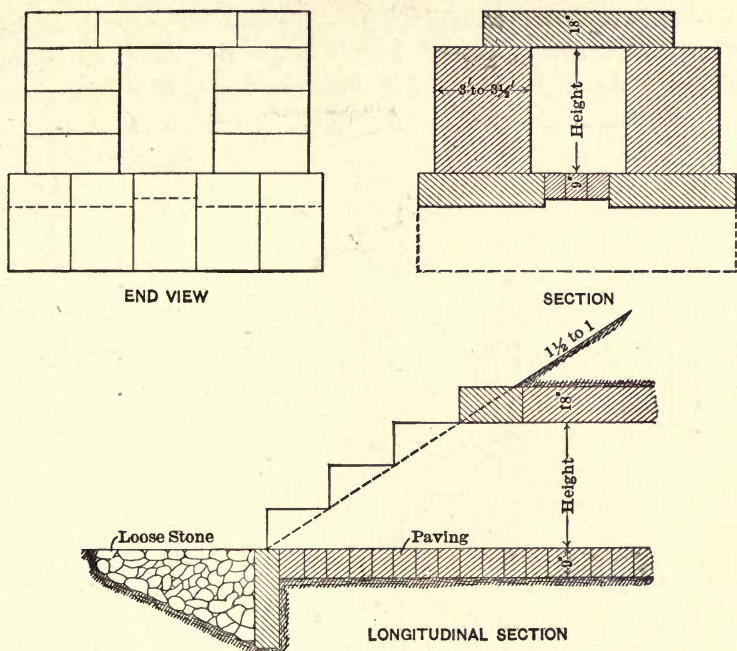 18"
3' to 3½'
Height
9"
END VIEW
SECTION
1½ to 1
18"
Height
Loose Stone
Paving
LONGITUDINAL SECTION